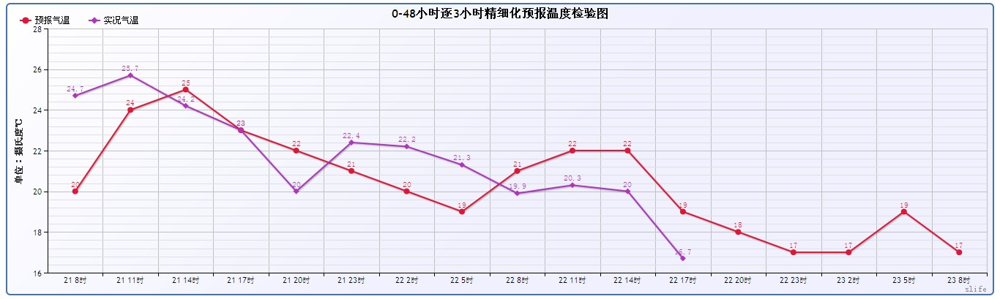 0-48小时逐3小时精细化预报温度检验图
预报气温 实况气温
单位：摄氏度℃
28
26
24
22
20
18
16
24.7 25.7 24.2 23 20 22.4 22.2 21.3 19.9 20.3 20 16.7
20 24 25 23 22 21 20 19 21 22 22 19 18 17 17 19 17
21 8时 21 11时 21 14时 21 17时 21 20时 21 23时 22 2时 22 5时 22 8时 22 11时 22 14时 22 17时 22 20时 22 23时 23 2时 23 5时 23 8时
slife